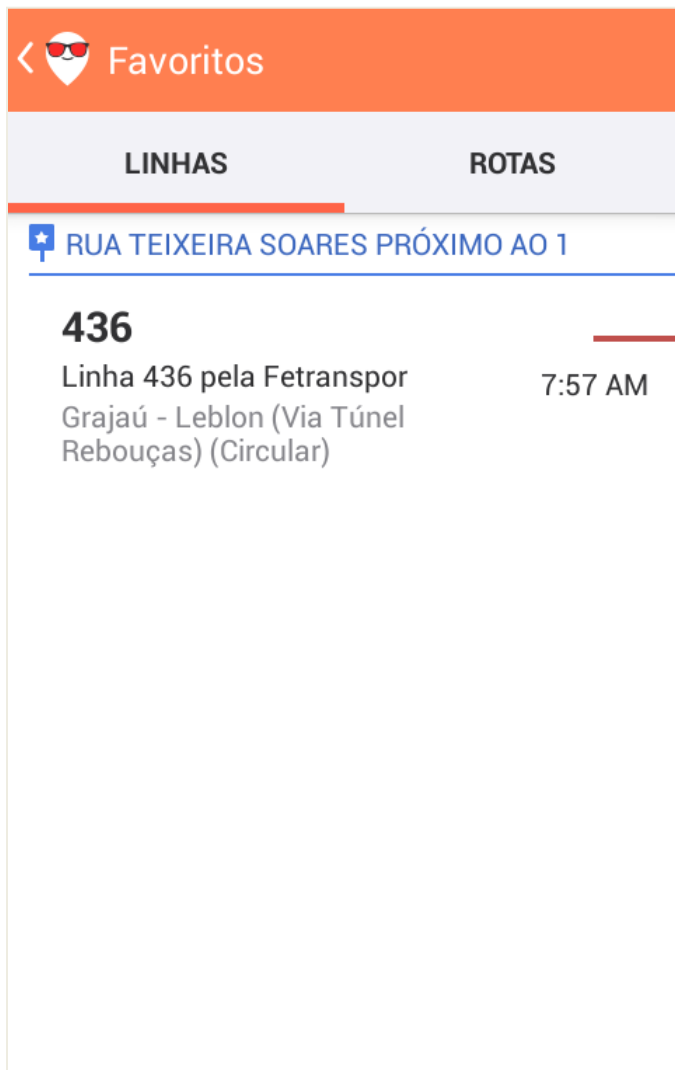 Favoritos
LINHAS ROTAS
RUA TEIXEIRA SOARES PRÓXIMO AO 1
436
Linha 436 pela Fetranspor 7:57 AM
Grajaú - Leblon (Via Túnel
Rebouças) (Circular)